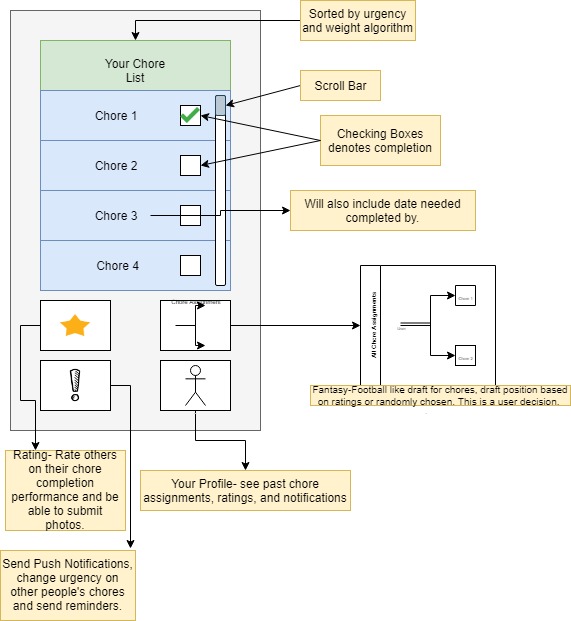 Sorted by urgency
and weight algorithm
Your Chore
List
Scroll Bar
Chore 1
Checking Boxes
denotes completion
Chore 2
Chore 3
Will also include date needed
completed by.
Chore 4
Chore Assignment
All Chore Assignments
Chore 1
User
Chore 2
Fantasy-Football like draft for chores, draft position based
on ratings or randomly chosen. This is a user decision.
Rating- Rate others
on their chore
completion
performance and be
able to submit
photos.
Your Profile- see past chore
assignments, ratings, and notifications
Send Push Notifications,
change urgency on
other people's chores
and send reminders.